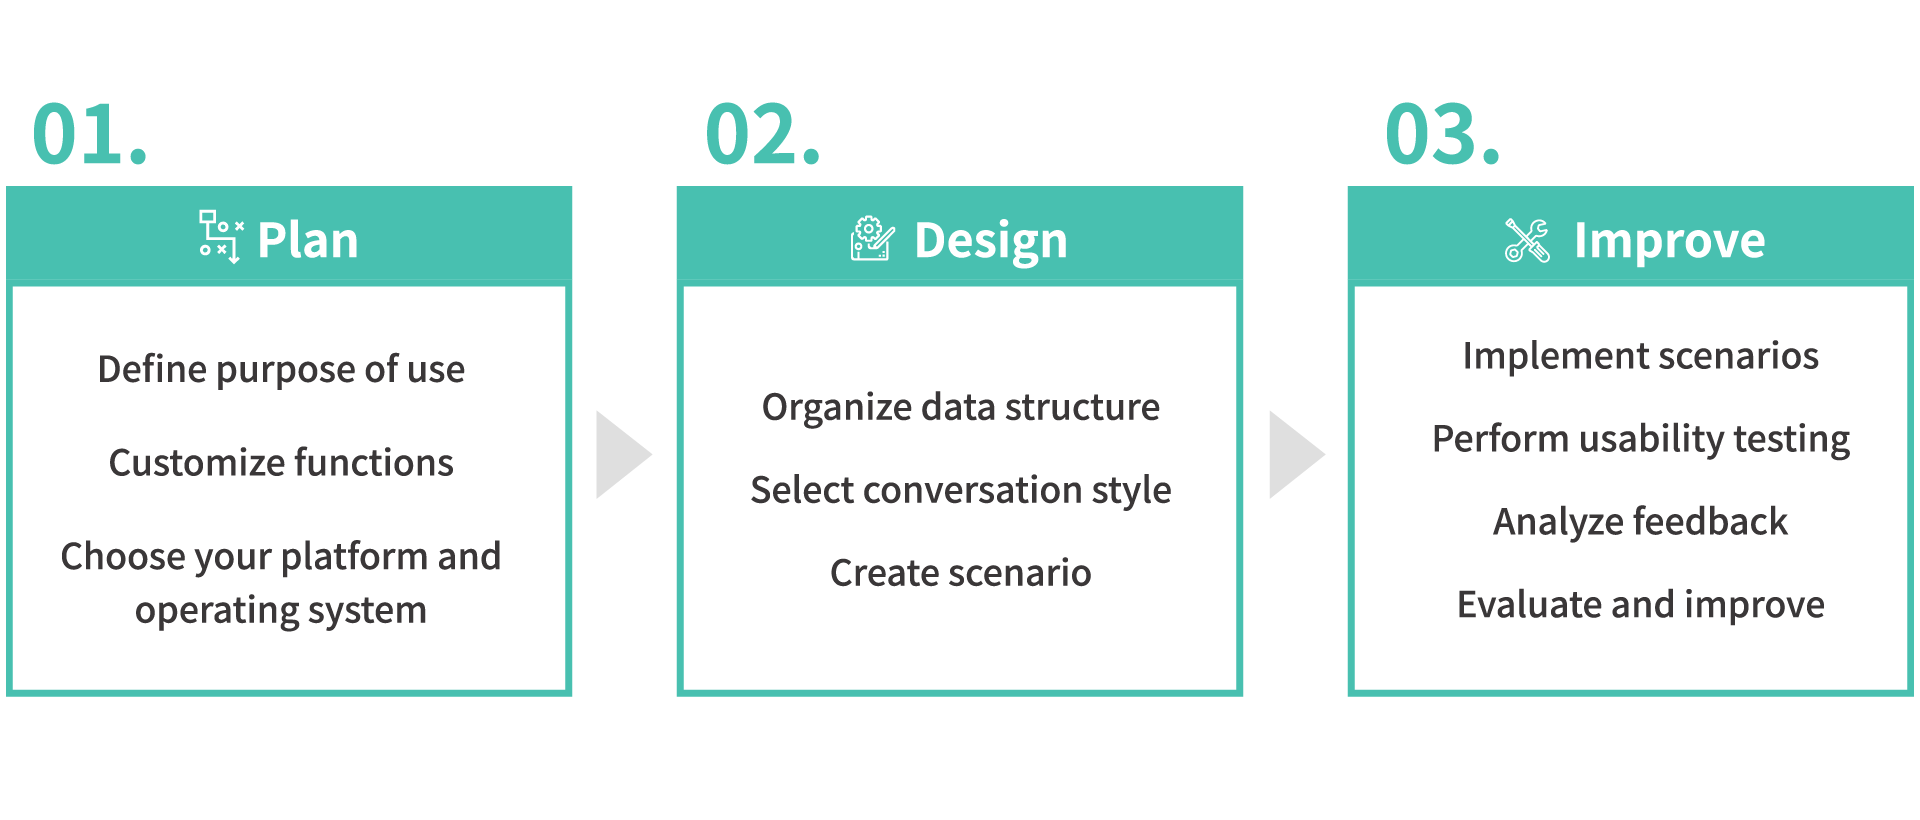 01.
Plan
Define purpose of use
Customize functions
Choose your platform and
operating system
02.
Design
Organize data structure
Select conversation style
Create scenario
03.
Improve
Implement scenarios
Perform usability testing
Analyze feedback
Evaluate and improve